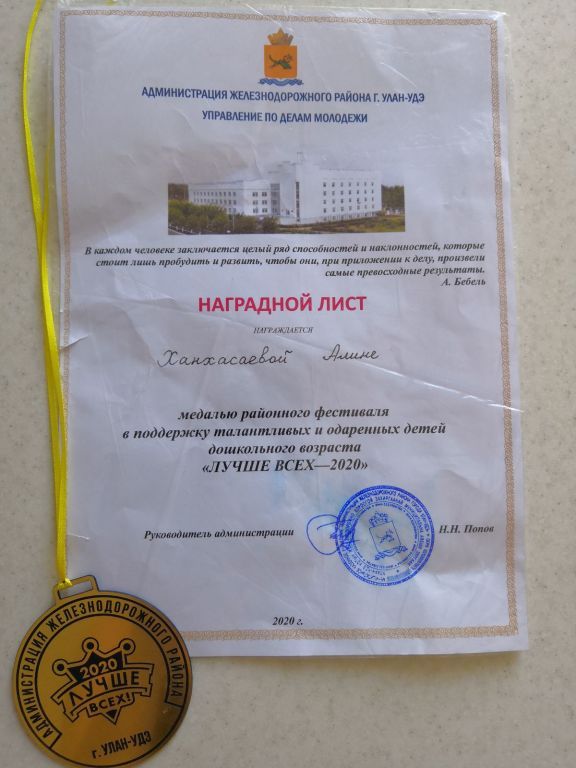 АДМИНИСТРАЦИЯ ЖЕЛЕЗНОДОРОЖНОГО РАЙОНА Г. УЛАН-УДЭ
УПРАВЛЕНИЕ ПО ДЕЛАМ МОЛОДЕЖИ
В каждом человеке заключается целый ряд способностей и наклонностей, которые
стоит лишь пробудить и развить, чтобы они, при приложении к делу, произвели
самые превосходные результаты.
А. Бебель
НАГРАДНОЙ ЛИСТ
НАГРАЖДАЕТСЯ
Ханхасаевой Алине
медалью районного фестиваля
в поддержку талантливых и одаренных детей
дошкольного возраста
«ЛУЧШЕ ВСЕХ—2020»
Руководитель администрации
Н.Н. Попов
2020 г.
АДМИНИСТРАЦИЯ ЖЕЛЕЗНОДОРОЖНОГО РАЙОНА
2020
ЛУЧШЕ
ВСЕХ!
г. УЛАН-УДЭ